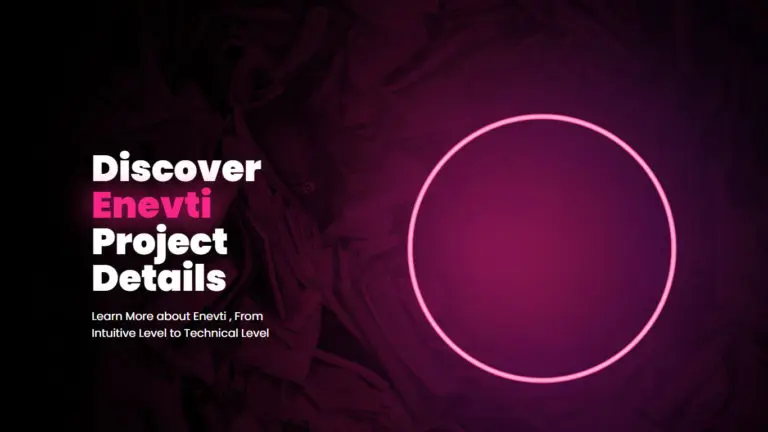 Discover
Enevti
Project
Details
Learn More about Enevti , From
Intuitive Level to Technical Level